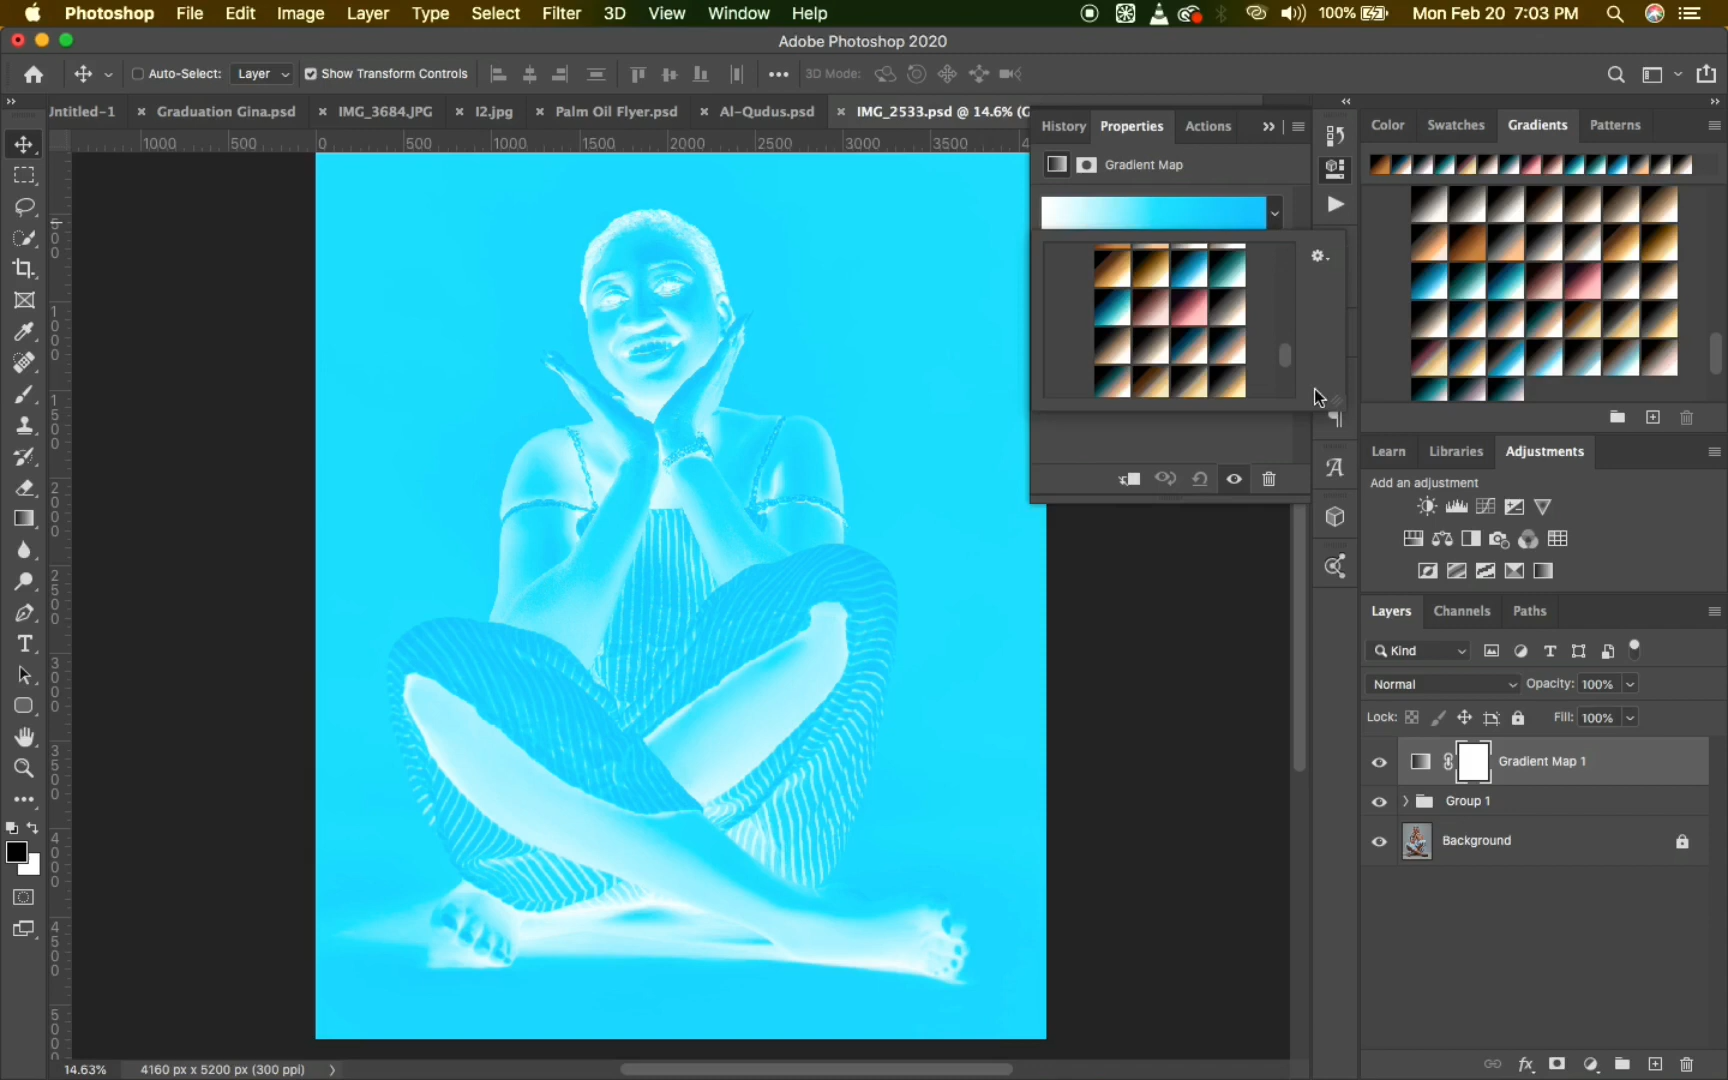 Photoshop File Edit Image Layer Type Select Filter 3D View Window Help 100% Mon Feb 20 7:03 PM
Adobe Photoshop 2020
Auto-Select: Layer Show Transform Controls 3D Mode:
Untitled-1 Graduation Gina.psd IMG_3684.JPG I2.jpg Palm Oil Flyer.psd Al-Qudus.psd IMG_2533.psd @ 14.6% (G
History Properties Actions
Color Swatches Gradients Patterns
1000 500 0 500 1000 1500 2000 2500 3000 3500
Gradient Map
Learn Libraries Adjustments
Add an adjustment
Layers Channels Paths
Kind
Normal Opacity: 100%
Lock: Fill: 100%
Gradient Map 1
Group 1
Background
14.63% 4160 px x 5200 px (300 ppi)